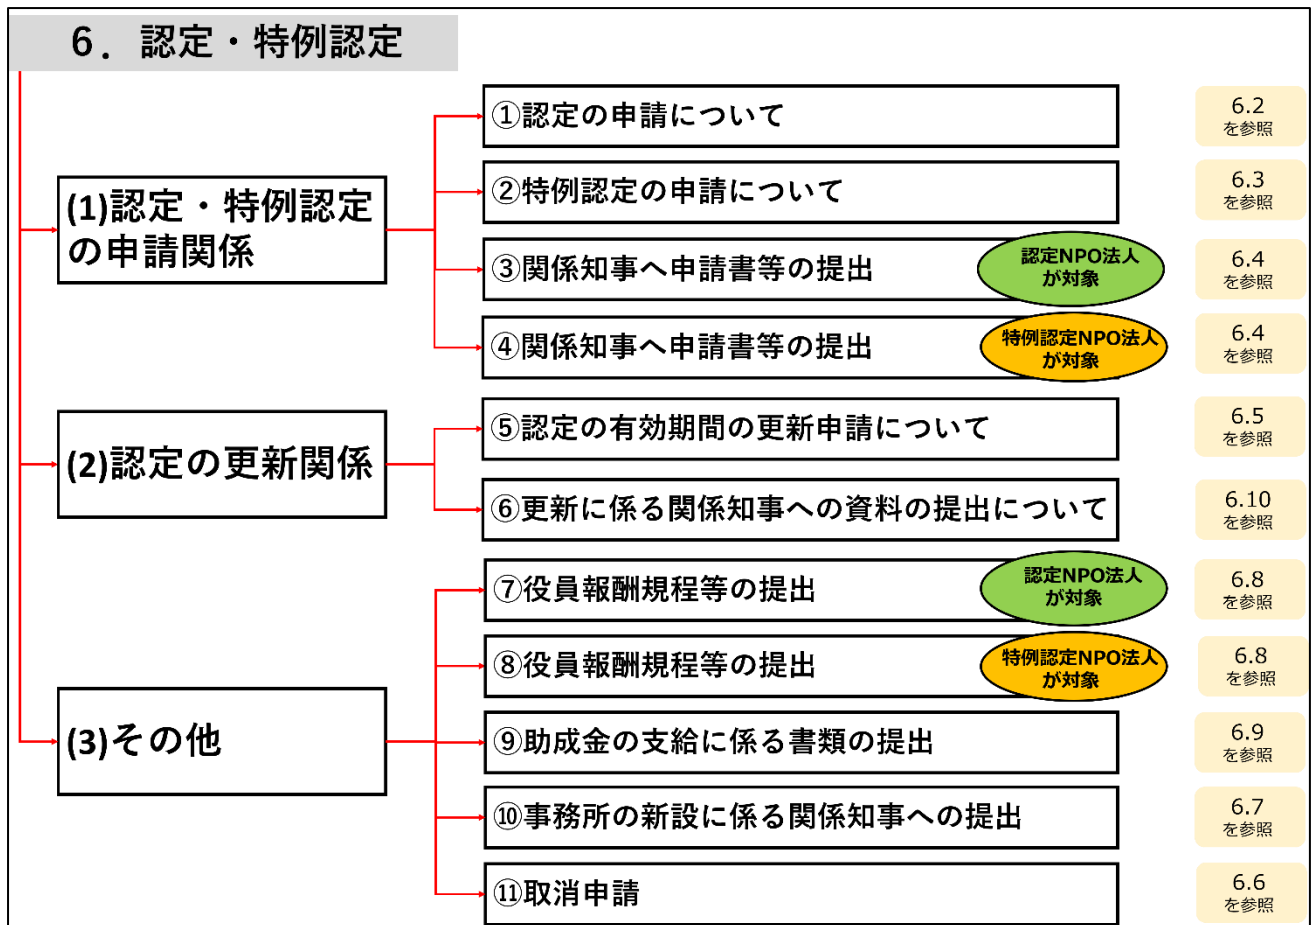 6．認定・特例認定
(1)認定・特例認定
の申請関係
①認定の申請について
6.2
を参照
②特例認定の申請について
6.3
を参照
③関係知事へ申請書等の提出
認定NPO法人
が対象
6.4
を参照
④関係知事へ申請書等の提出
特例認定NPO法人
が対象
6.4
を参照
(2)認定の更新関係
⑤認定の有効期間の更新申請について
6.5
を参照
⑥更新に係る関係知事への資料の提出について
6.10
を参照
(3)その他
⑦役員報酬規程等の提出
認定NPO法人
が対象
6.8
を参照
⑧役員報酬規程等の提出
特例認定NPO法人
が対象
6.8
を参照
⑨助成金の支給に係る書類の提出
6.9
を参照
⑩事務所の新設に係る関係知事への提出
6.7
を参照
⑪取消申請
6.6
を参照